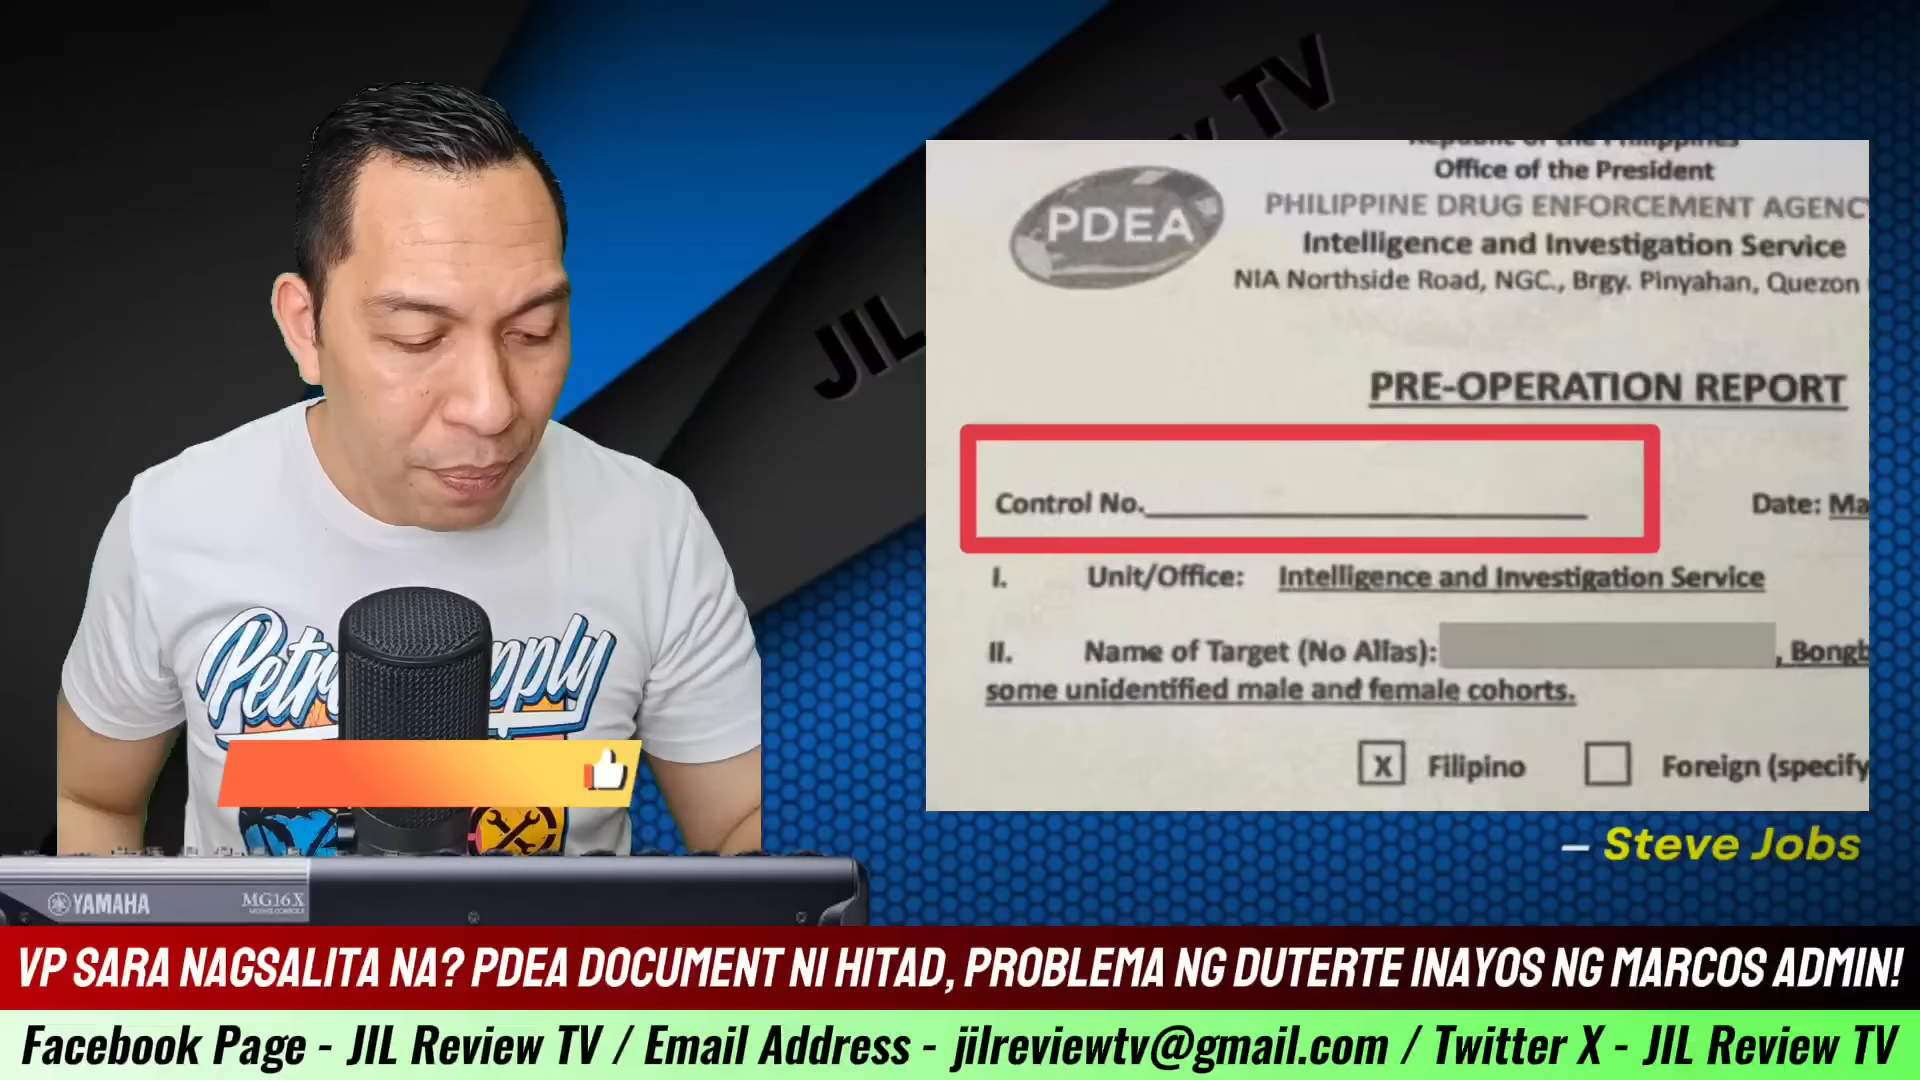 JIL
TV
Republic of the Philippines
Office of the President
PDEA
PHILIPPINE DRUG ENFORCEMENT AGENC
Intelligence and Investigation Service
NIA Northside Road, NGC., Brgy. Pinyahan, Quezon
PRE-OPERATION REPORT
Control No.
Date: Ma
I. Unit/Office: Intelligence and Investigation Service
II. Name of Target (No Alias): , Bongb
some unidentified male and female cohorts.
X Filipino Foreign (specify
– Steve Jobs
YAMAHA MG16X
VP SARA NAGSALITA NA? PDEA DOCUMENT NI HITAD, PROBLEMA NG DUTERTE INAYOS NG MARCOS ADMIN!
Facebook Page - JIL Review TV / Email Address - jilreviewtv@gmail.com / Twitter X - JIL Review TV